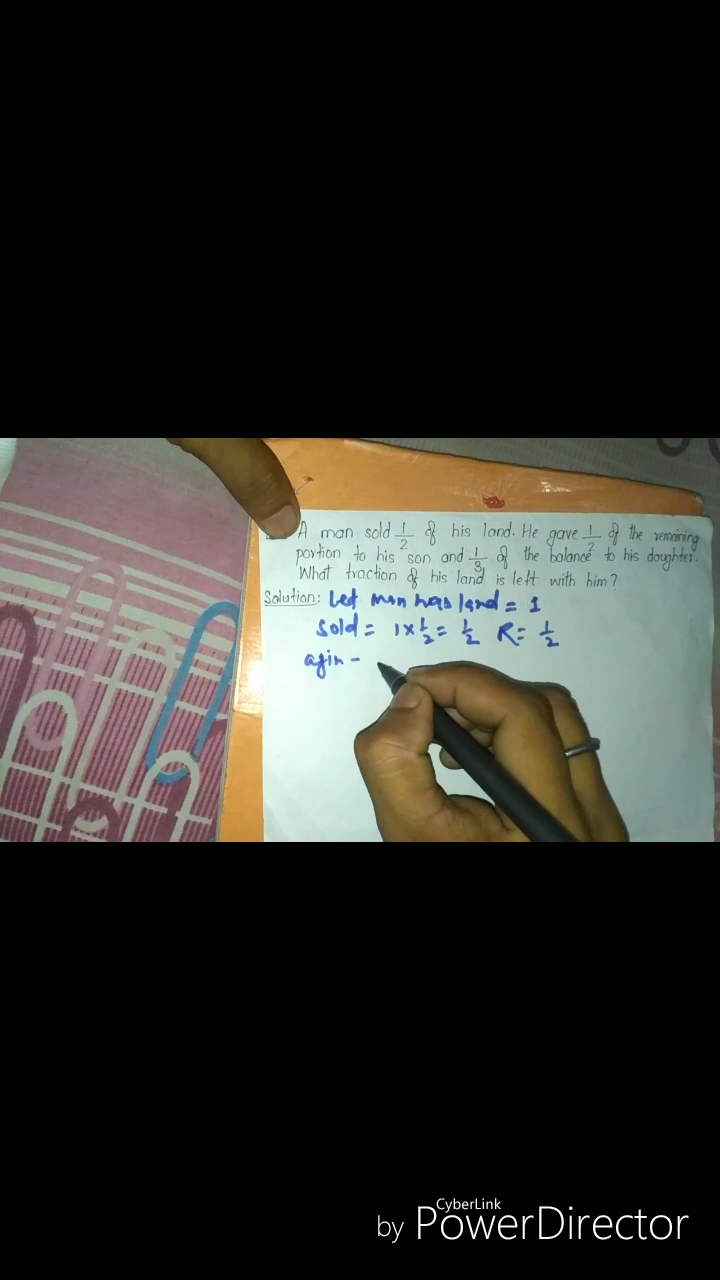 A man sold 1/2 of his land. He gave 1/2 of the remaining
portion to his son and 1/3 of the balance to his daughter.
What fraction of his land is left with him?
Solution: Let man has land = 1
Sold = 1 x 1/2 = 1/2 R = 1/2
agin -
CyberLink
by PowerDirector